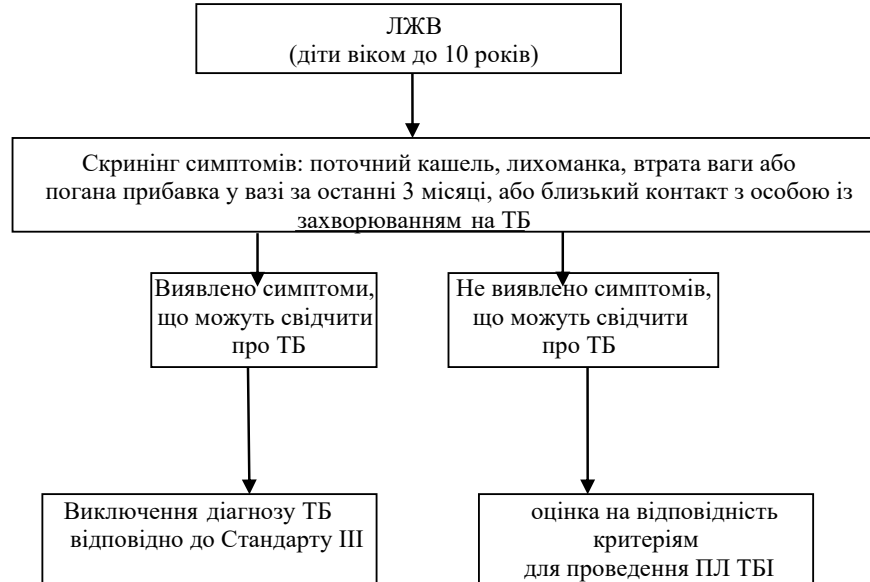 ЛЖВ
(діти віком до 10 років)
Скринінг симптомів: поточний кашель, лихоманка, втрата ваги або
погана прибавка у вазі за останні 3 місяці, або близький контакт з особою із
захворюванням на ТБ
Виявлено симптоми,
що можуть свідчити
про ТБ
Не виявлено симптомів,
що можуть свідчити
про ТБ
Виключення діагнозу ТБ
відповідно до Стандарту III
оцінка на відповідність
критеріям
для проведення ПЛ ТБІ